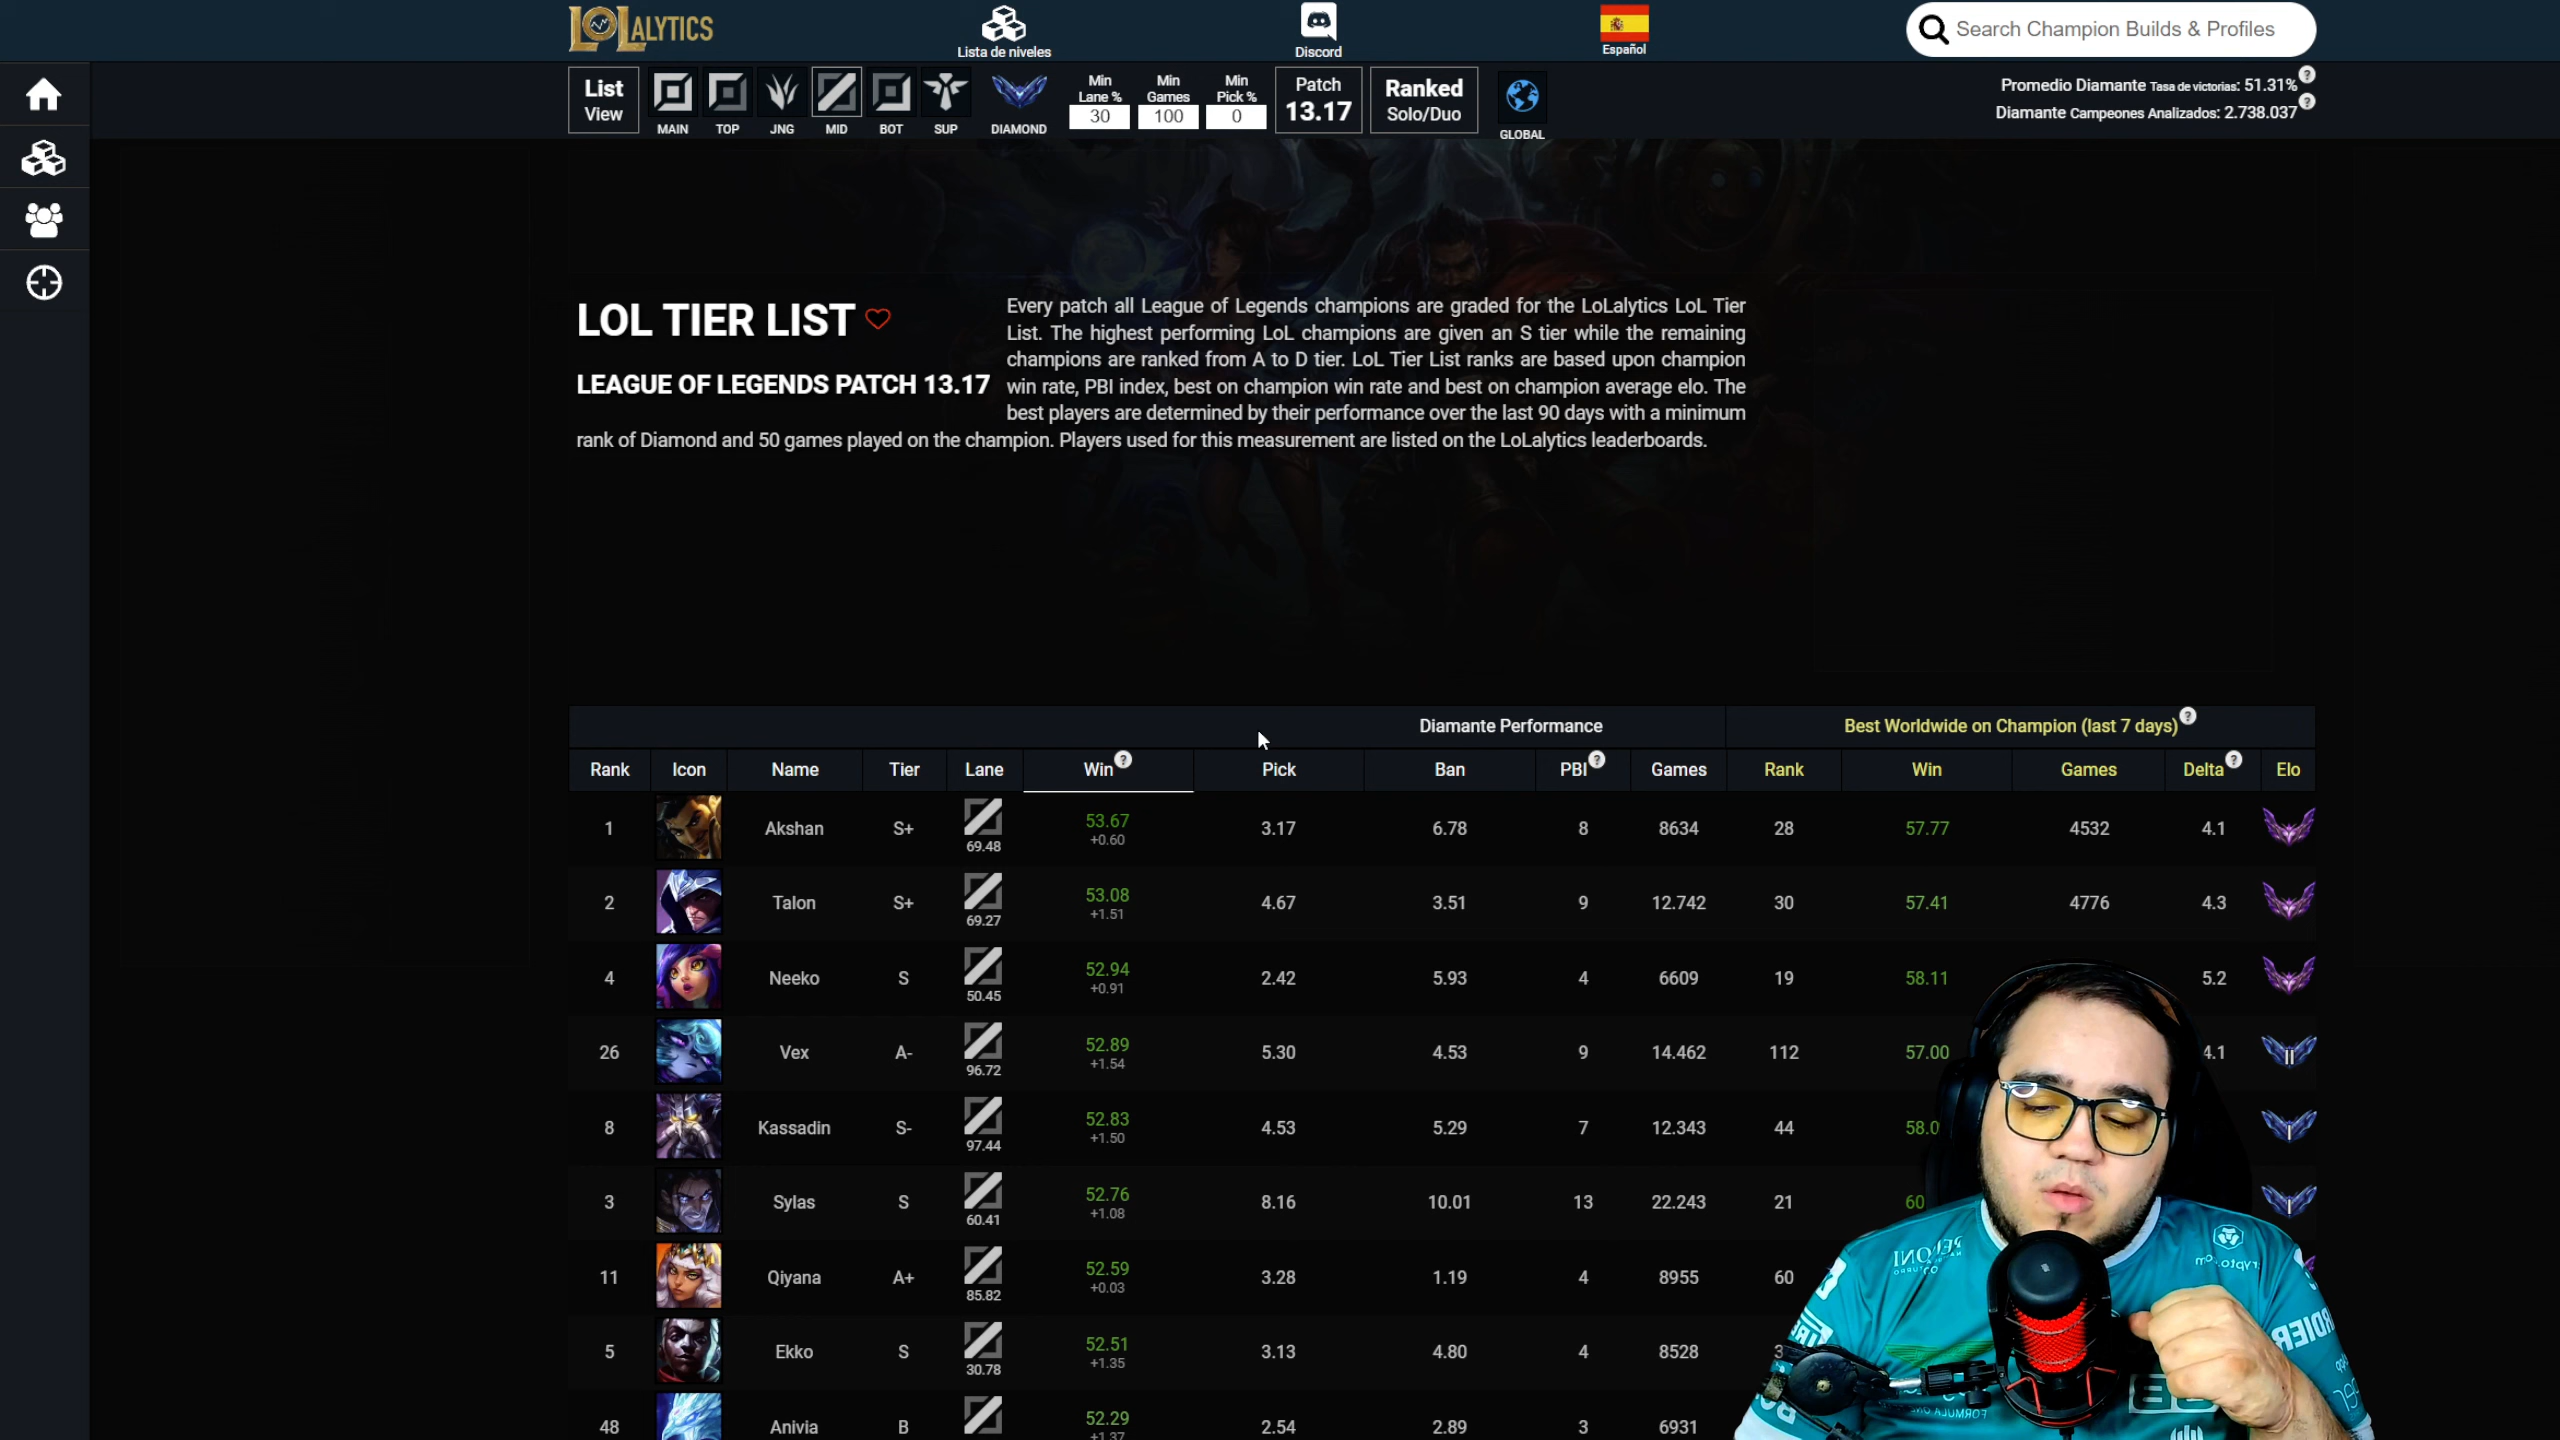 LOLALYTICS
Lista de niveles
Discord
Español
Search Champion Builds & Profiles
List
View
MAIN
TOP
JNG
MID
BOT
SUP
DIAMOND
Min
Lane %
30
Min
Games
100
Min
Pick %
0
Patch
13.17
Ranked
Solo/Duo
GLOBAL
Promedio Diamante Tasa de victorias: 51.31% ?
Diamante Campeones Analizados: 2.738.037 ?
LOL TIER LIST
LEAGUE OF LEGENDS PATCH 13.17
Every patch all League of Legends champions are graded for the LoLalytics LoL Tier
List. The highest performing LoL champions are given an S tier while the remaining
champions are ranked from A to D tier. LoL Tier List ranks are based upon champion
win rate, PBI index, best on champion win rate and best on champion average elo. The
best players are determined by their performance over the last 90 days with a minimum
rank of Diamond and 50 games played on the champion. Players used for this measurement are listed on the LoLalytics leaderboards.
Diamante Performance Best Worldwide on Champion (last 7 days) ?
Rank Icon Name Tier Lane Win ? Pick Ban PBI ? Games Rank Win Games Delta ? Elo
1 Akshan S+ 69.48 53.67 +0.60 3.17 6.78 8 8634 28 57.77 4532 4.1
2 Talon S+ 69.27 53.08 +1.51 4.67 3.51 9 12.742 30 57.41 4776 4.3
4 Neeko S 50.45 52.94 +0.91 2.42 5.93 4 6609 19 58.11 5.2
26 Vex A- 96.72 52.89 +1.54 5.30 4.53 9 14.462 112 57.00 4.1 II
8 Kassadin S- 97.44 52.83 +1.50 4.53 5.29 7 12.343 44 58.0 I
3 Sylas S 60.41 52.76 +1.08 8.16 10.01 13 22.243 21 60 I
11 Qiyana A+ 85.82 52.59 +0.03 3.28 1.19 4 8955 60
5 Ekko S 30.78 52.51 +1.35 3.13 4.80 4 8528 3
48 Anivia B 52.29 +1.37 2.54 2.89 3 6931